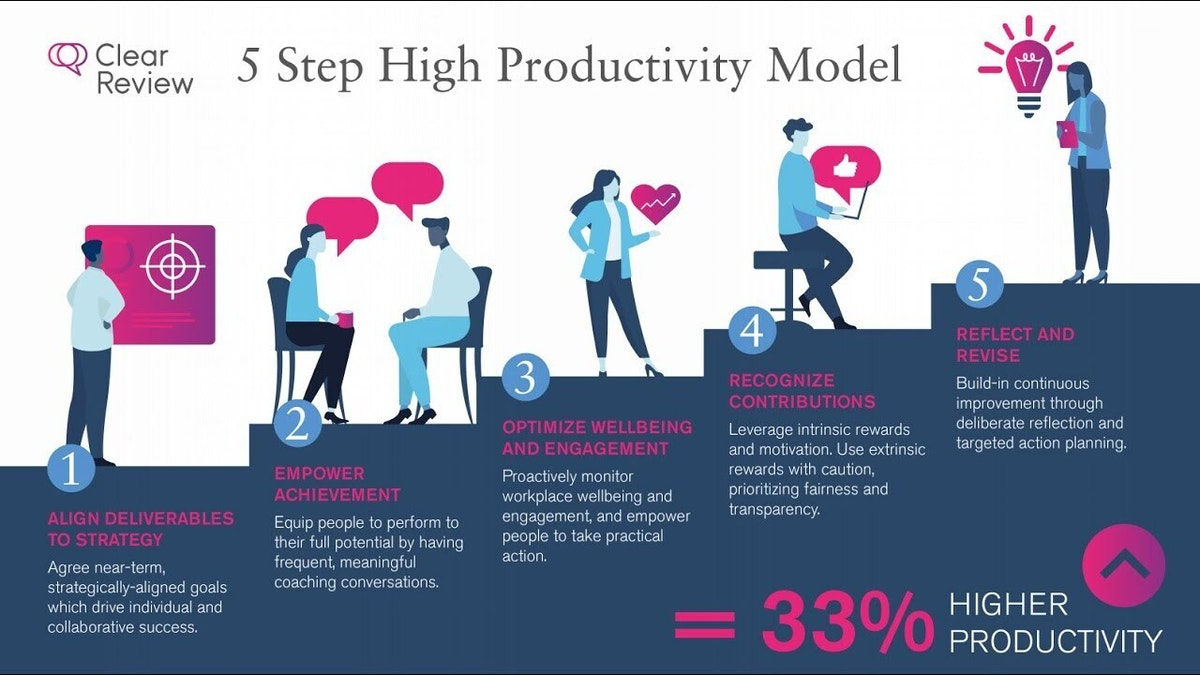 Clear
Review
5 Step High Productivity Model
1
ALIGN DELIVERABLES
TO STRATEGY
Agree near-term,
strategically-aligned goals
which drive individual and
collaborative success.
2
EMPOWER
ACHIEVEMENT
Equip people to perform to
their full potential by having
frequent, meaningful
coaching conversations.
3
OPTIMIZE WELLBEING
AND ENGAGEMENT
Proactively monitor
workplace wellbeing and
engagement, and empower
people to take practical
action.
4
RECOGNIZE
CONTRIBUTIONS
Leverage intrinsic rewards
and motivation. Use extrinsic
rewards with caution,
prioritizing fairness and
transparency.
5
REFLECT AND
REVISE
Build-in continuous
improvement through
deliberate reflection and
targeted action planning.
= 33% HIGHER
PRODUCTIVITY